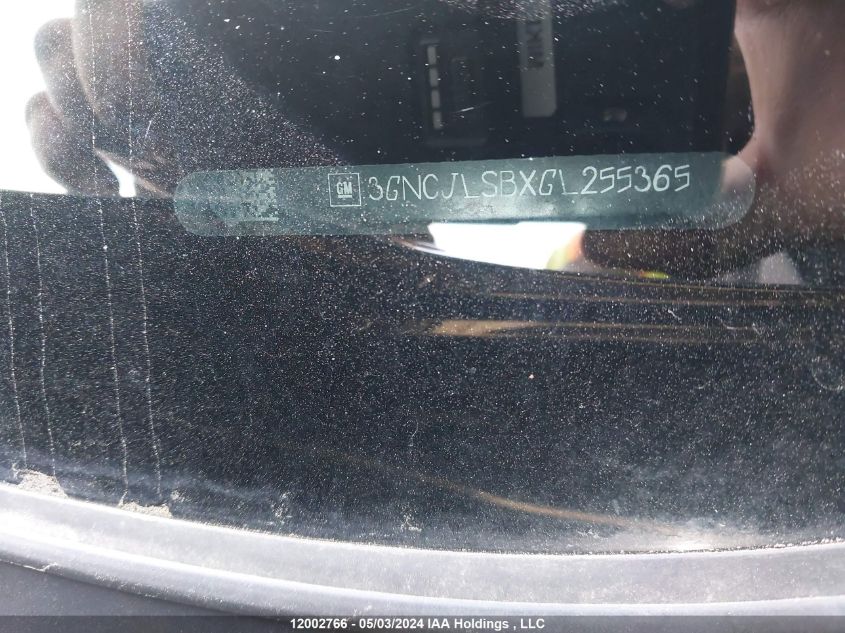 GM 3GNCJLSBXGL255365
12002766 - 05/03/2024 IAA Holdings , LLC